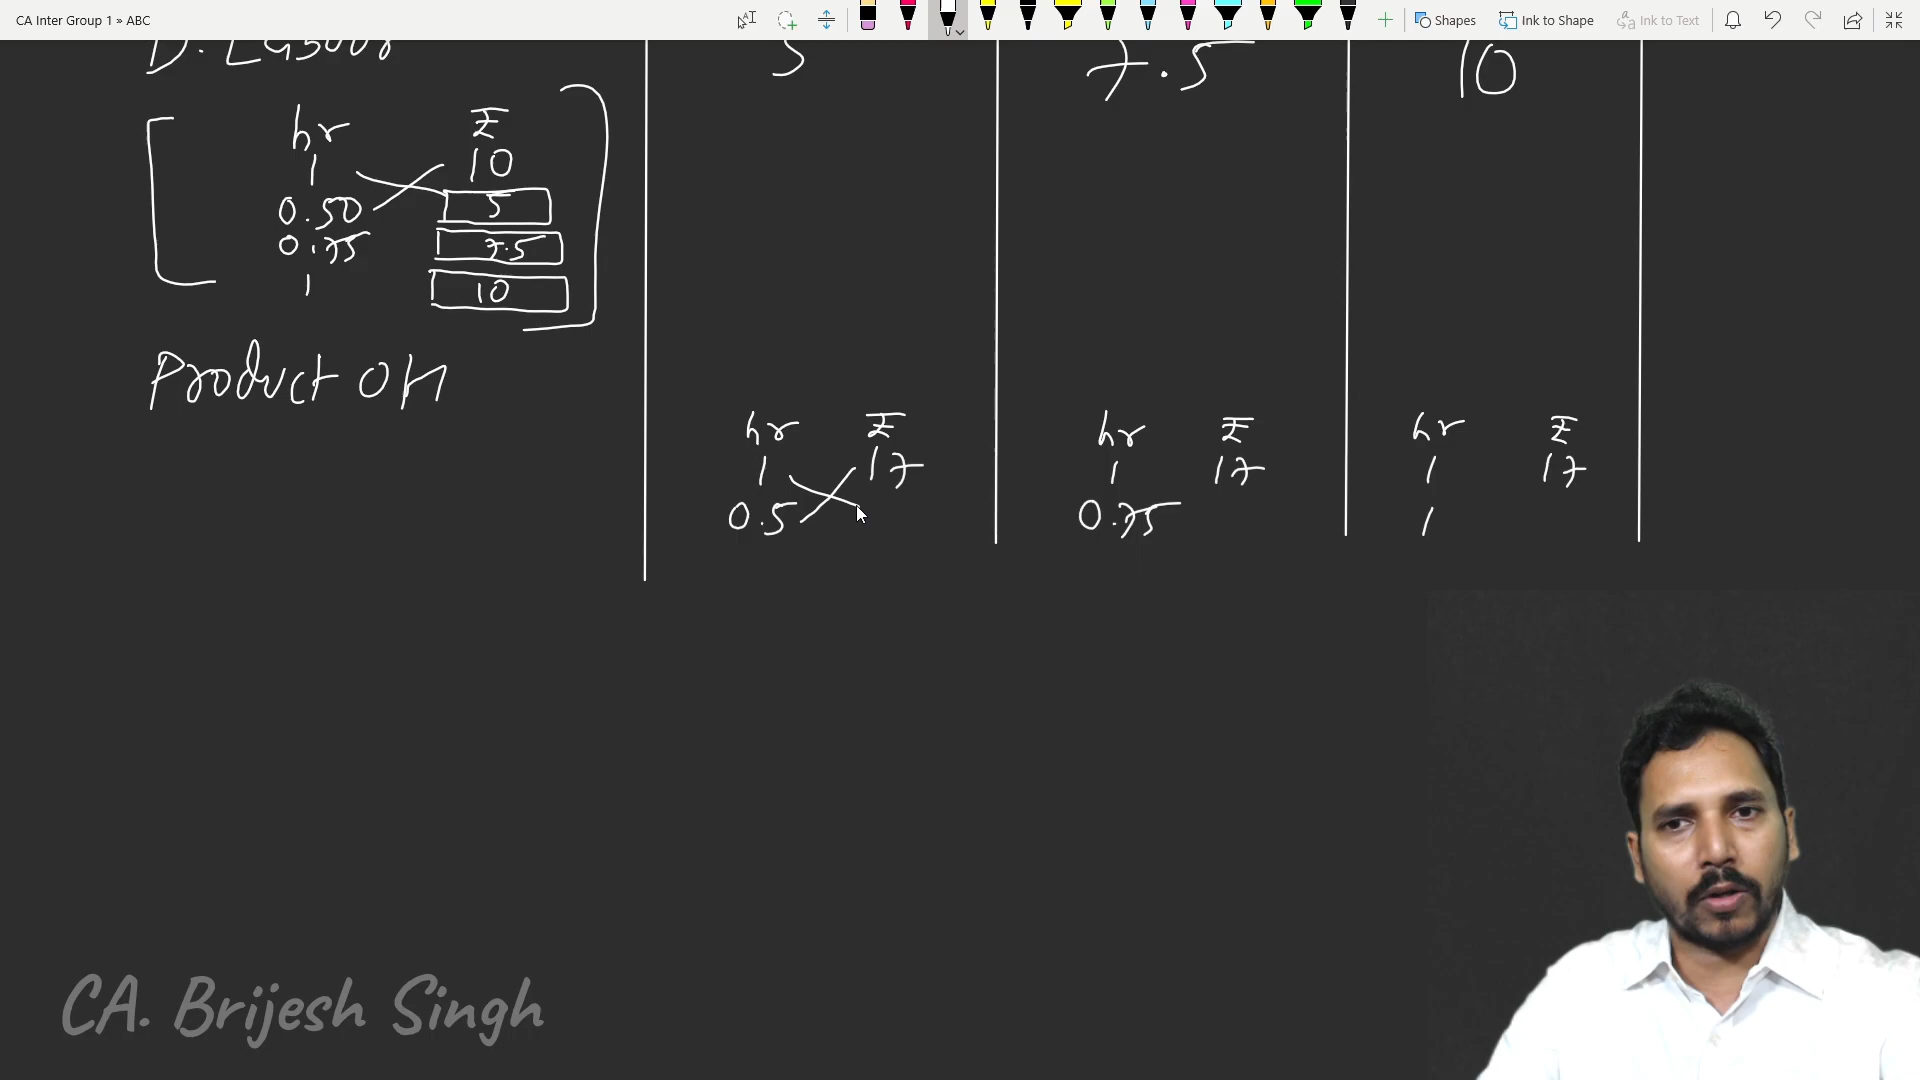 CA Inter Group 1 » ABC
Shapes Ink to Shape Ink to Text
D. Labour 5 7.5 10
hr ₹
1 10
0.50 5
0.75 7.5
1 10
Product OH
hr ₹ hr ₹ hr ₹
1 17 1 17 1 17
0.5 0.75 1
CA. Brijesh Singh